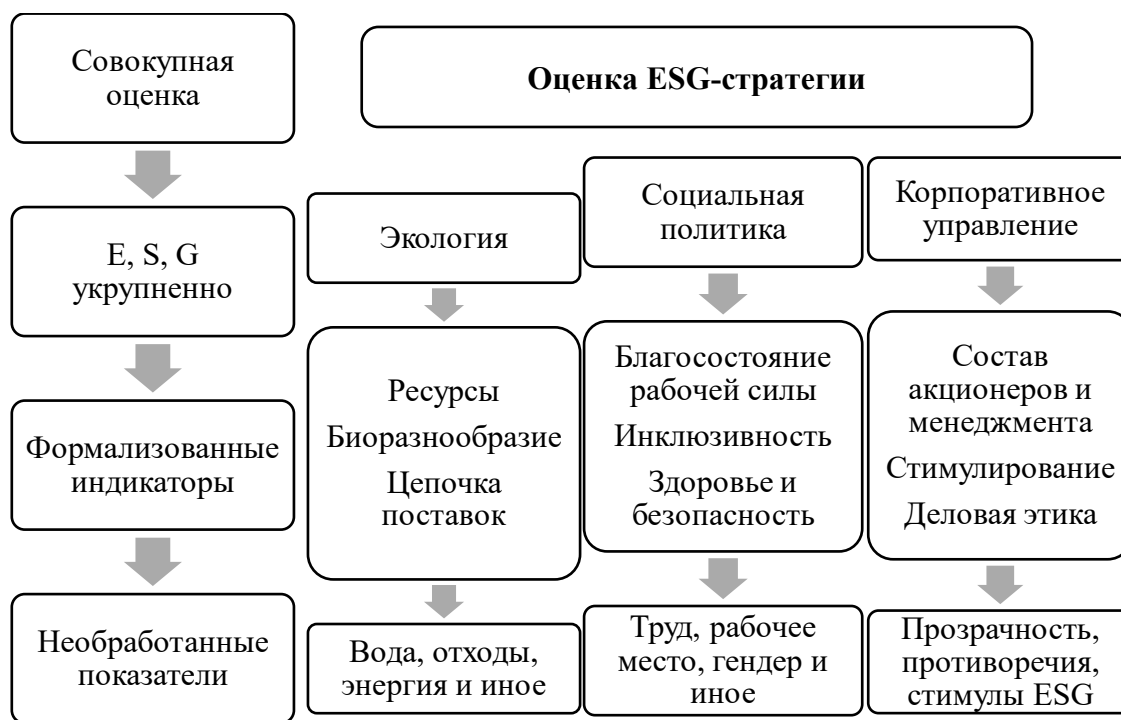 Совокупная
оценка
Оценка ESG-стратегии
E, S, G
укрупненно
Экология
Социальная
политика
Корпоративное
управление
Формализованные
индикаторы
Ресурсы
Биоразнообразие
Цепочка
поставок
Благосостояние
рабочей силы
Инклюзивность
Здоровье и
безопасность
Состав
акционеров и
менеджмента
Стимулирование
Деловая этика
Необработанные
показатели
Вода, отходы,
энергия и иное
Труд, рабочее
место, гендер и
иное
Прозрачность,
противоречия,
стимулы ESG